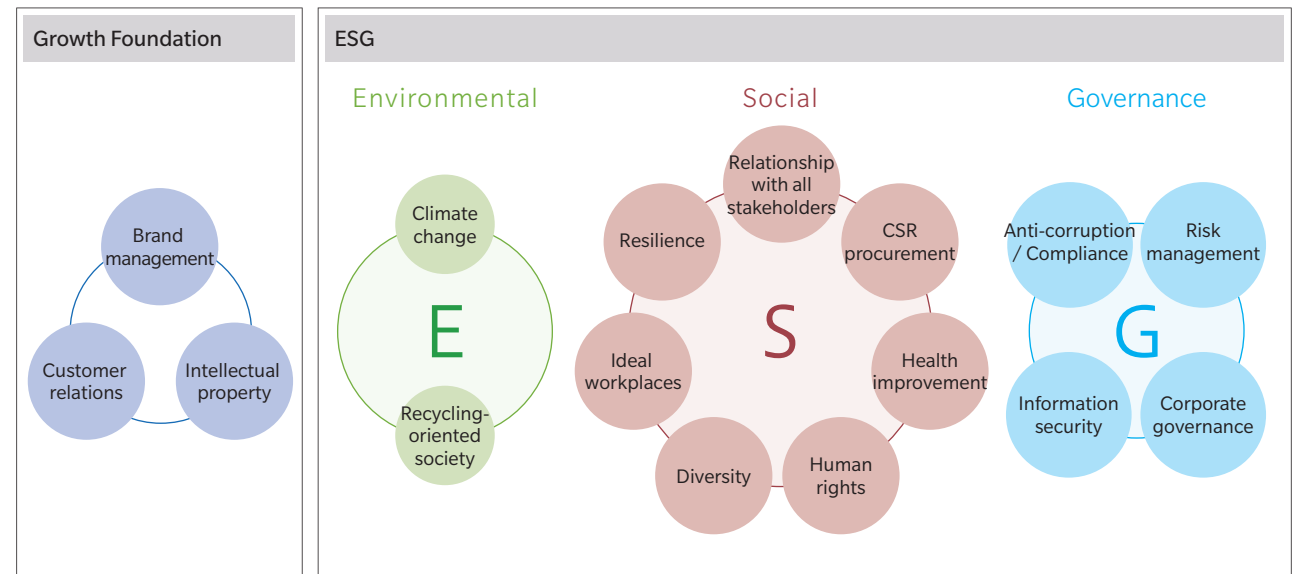 Growth Foundation
Brand
management
Customer
relations
Intellectual
property
ESG
Environmental
Climate
change
E
Recycling-
oriented
society
Social
Relationship
with all
stakeholders
Resilience
CSR
procurement
S
Ideal
workplaces
Health
improvement
Diversity
Human
rights
Governance
Anti-corruption
/ Compliance
Risk
management
G
Information
security
Corporate
governance